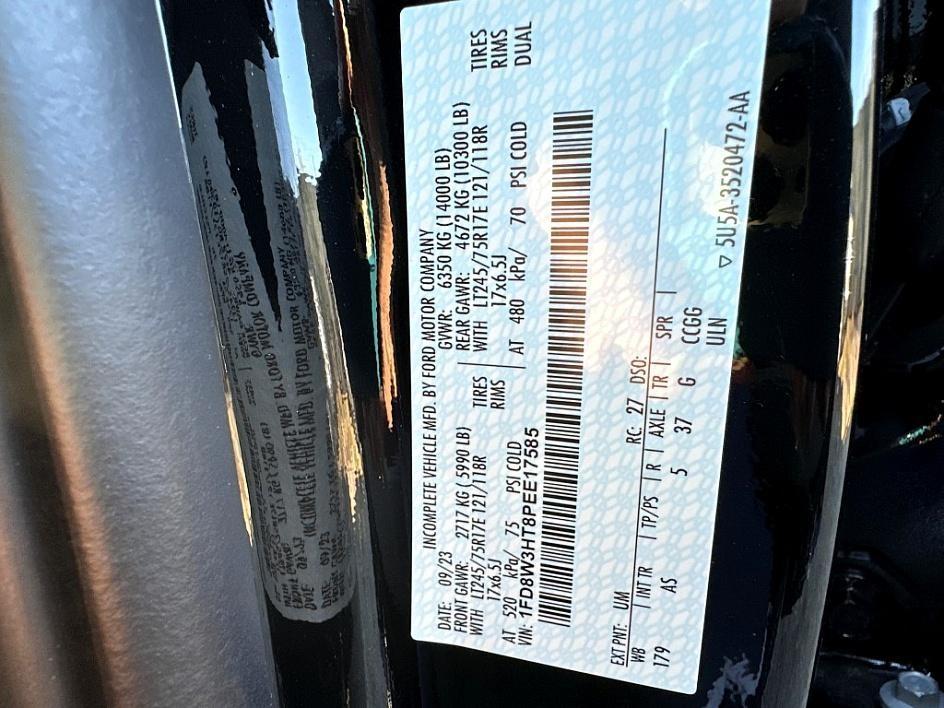 INCOMPLETE VEHICLE MFD. BY FORD MOTOR COMPANY
DATE: 09/23 GVWR: 6350 KG (14000 LB)
FRONT GAWR: 2717 KG (5990 LB) REAR GAWR: 4672 KG (10300 LB)
WITH LT245/75R17E 121/118R TIRES WITH LT245/75R17E 121/118R TIRES
17x6.5J RIMS 17x6.5J RIMS
AT 520 kPa/ 75 PSI COLD AT 480 kPa/ 70 PSI COLD DUAL
VIN: 1FD8W3HT8PEE17585
EXT PNT: UM RC: 27 DSO:
WB INT TR TP/PS R AXLE TR SPR
179 AS 5 37 G CCGG
ULN
▽ 5U5A-3520472-AA